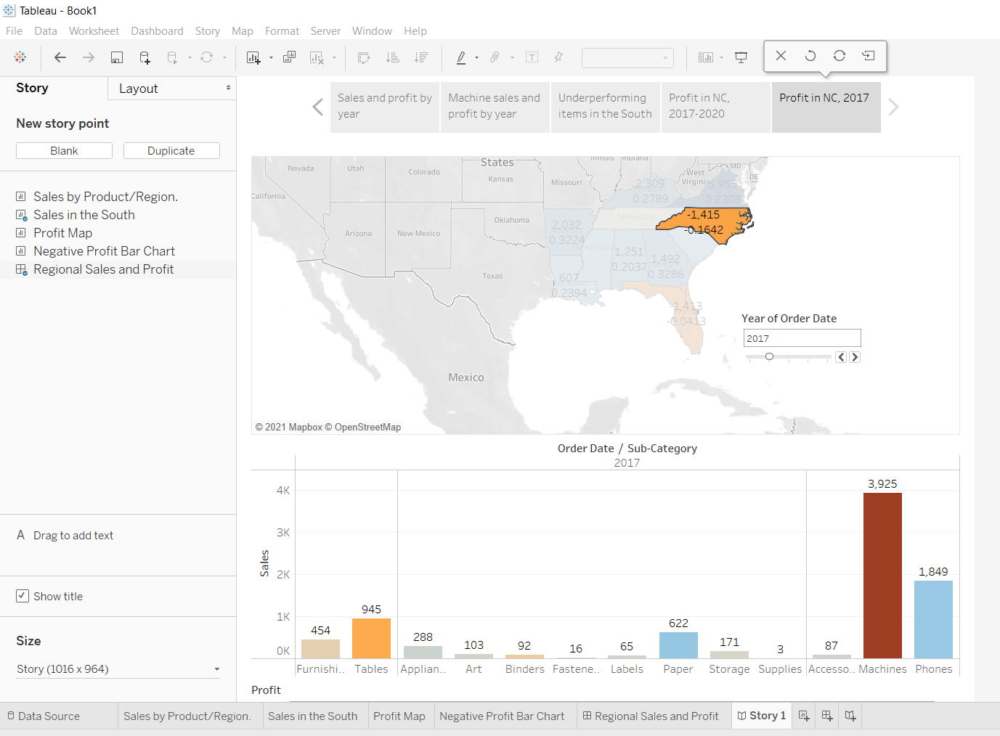 Tableau - Book1
File Data Worksheet Dashboard Story Map Format Server Window Help
Story
Layout
New story point
Blank
Duplicate
Sales by Product/Region.
Sales in the South
Profit Map
Negative Profit Bar Chart
Regional Sales and Profit
A Drag to add text
Show title
Size
Story (1016 x 964)
Sales and profit by
year
Machine sales and
profit by year
Underperforming
items in the South
Profit in NC,
2017-2020
Profit in NC, 2017
States
Illinois
Indiana
MD
DE
Nevada
Utah
Colorado
Kansas
Missouri
West
Virginia
California
Arizona
New Mexico
Oklahoma
Tennessee
Texas
Mexico
2,309
0.2789
5,955
0.2308
-1,415
-0.1642
2,032
0.3224
1,251
0.2037
1,492
0.3286
607
0.2394
-1,413
-0.0413
Year of Order Date
2017
© 2021 Mapbox © OpenStreetMap
Order Date / Sub-Category
2017
Sales
4K
3K
2K
1K
0K
454
945
288
103
92
16
65
622
171
3
87
3,925
1,849
Furnishi.. Tables Applian.. Art Binders Fastene.. Labels Paper Storage Supplies Accesso.. Machines Phones
Profit
Data Source Sales by Product/Region. Sales in the South Profit Map Negative Profit Bar Chart Regional Sales and Profit Story 1